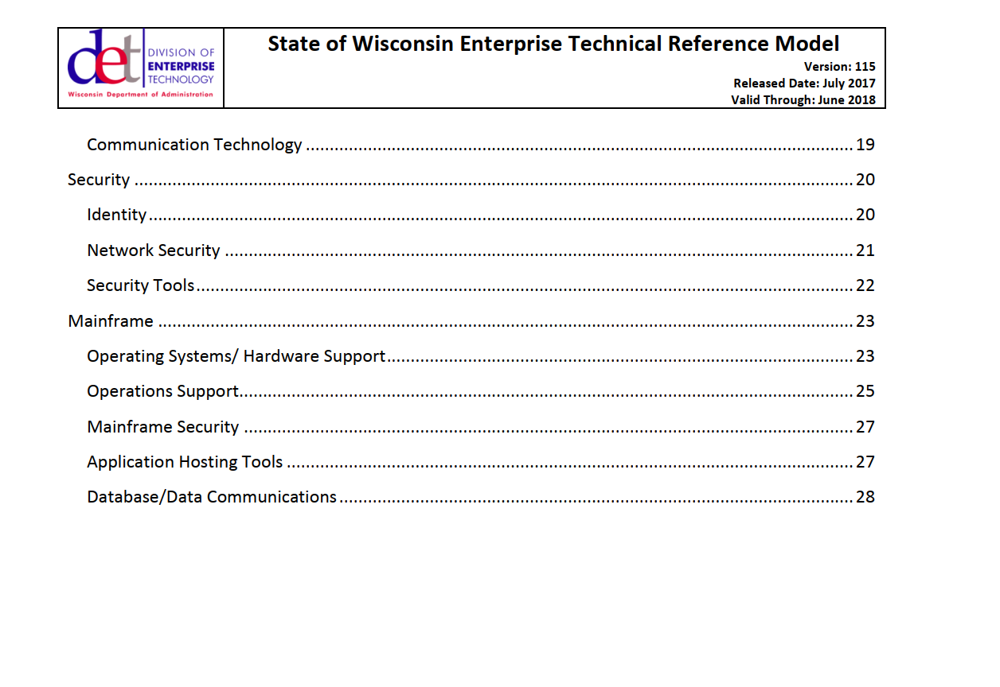 det
DIVISION OF
ENTERPRISE
TECHNOLOGY
Wisconsin Department of Administration
State of Wisconsin Enterprise Technical Reference Model
Version: 115
Released Date: July 2017
Valid Through: June 2018
Communication Technology ........................................ 19
Security ........................................ 20
Identity ........................................ 20
Network Security ........................................ 21
Security Tools ........................................ 22
Mainframe ........................................ 23
Operating Systems/ Hardware Support ........................................ 23
Operations Support ........................................ 25
Mainframe Security ........................................ 27
Application Hosting Tools ........................................ 27
Database/Data Communications ........................................ 28